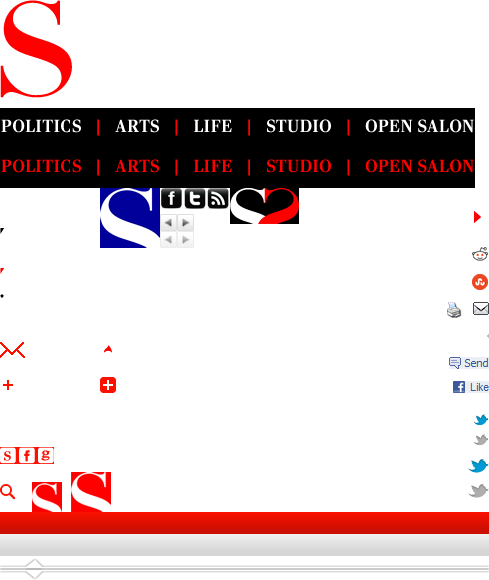 S
POLITICS | ARTS | LIFE | STUDIO | OPEN SALON
POLITICS | ARTS | LIFE | STUDIO | OPEN SALON
S f t S
Send
Like
s f g
S S